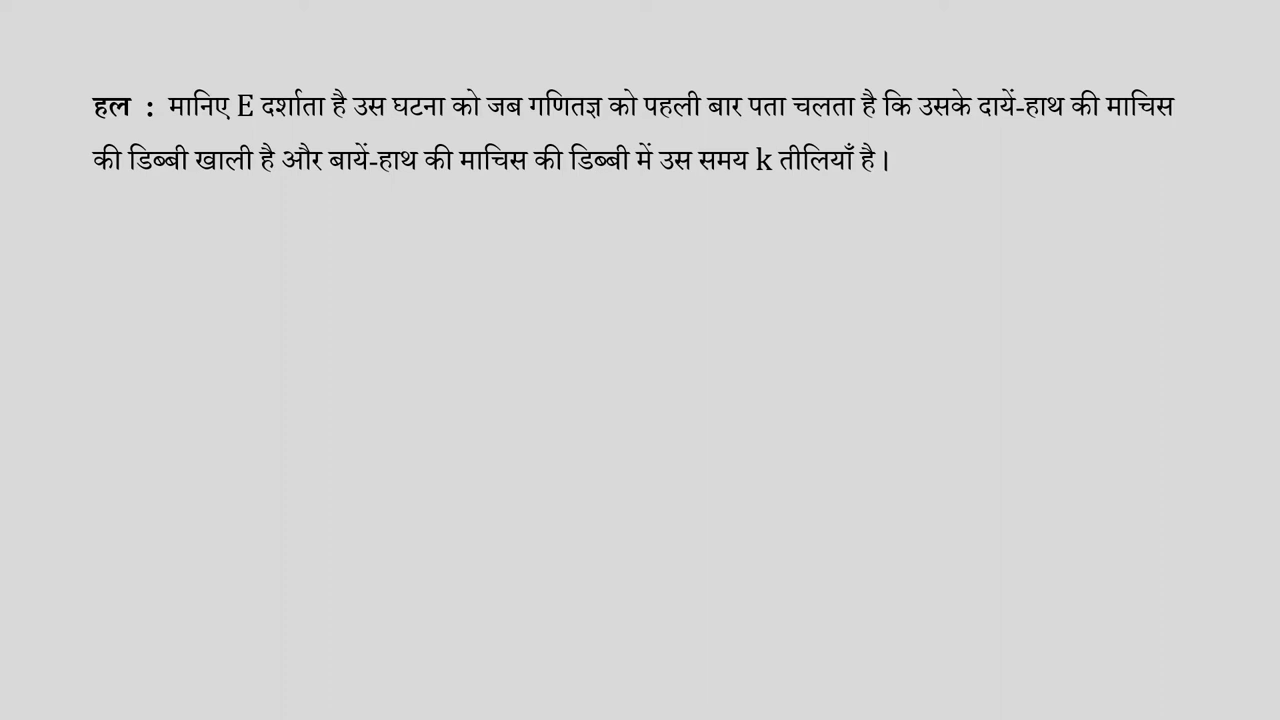 हल : मानिए E दर्शाता है उस घटना को जब गणितज्ञ को पहली बार पता चलता है कि उसके दायें-हाथ की माचिस
की डिब्बी खाली है और बायें-हाथ की माचिस की डिब्बी में उस समय k तीलियाँ है।